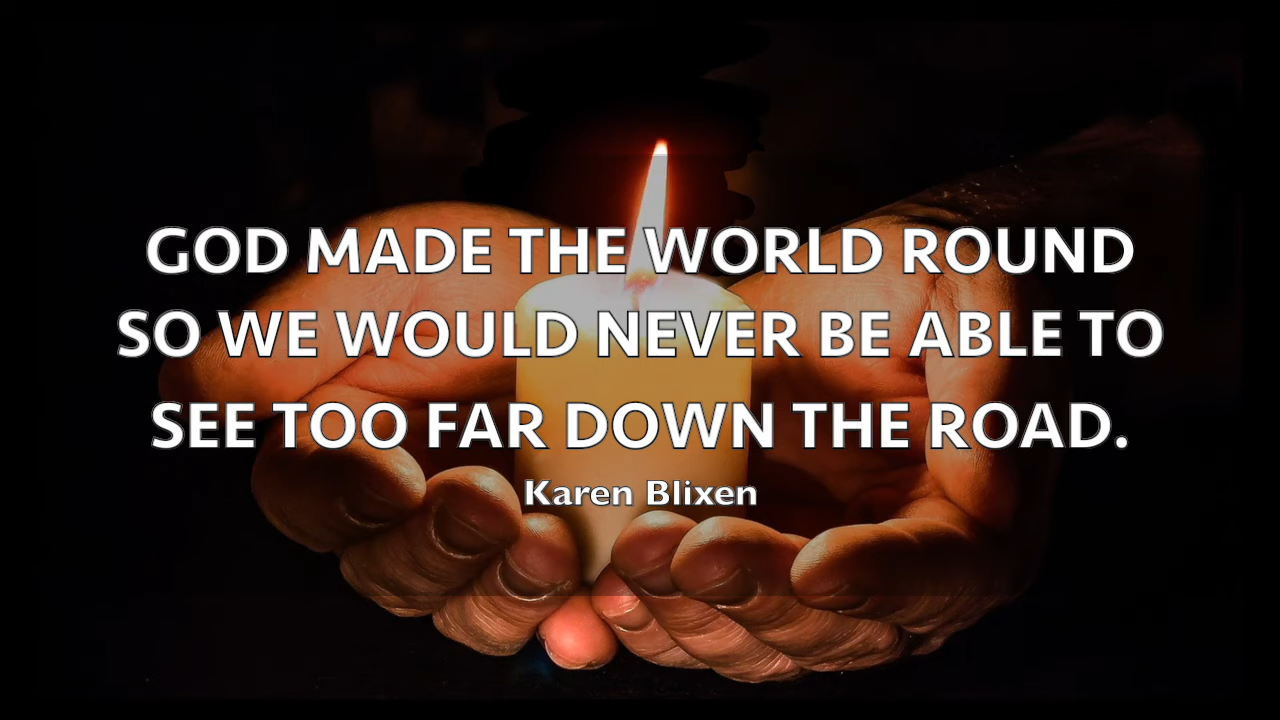 GOD MADE THE WORLD ROUND
SO WE WOULD NEVER BE ABLE TO
SEE TOO FAR DOWN THE ROAD.
Karen Blixen